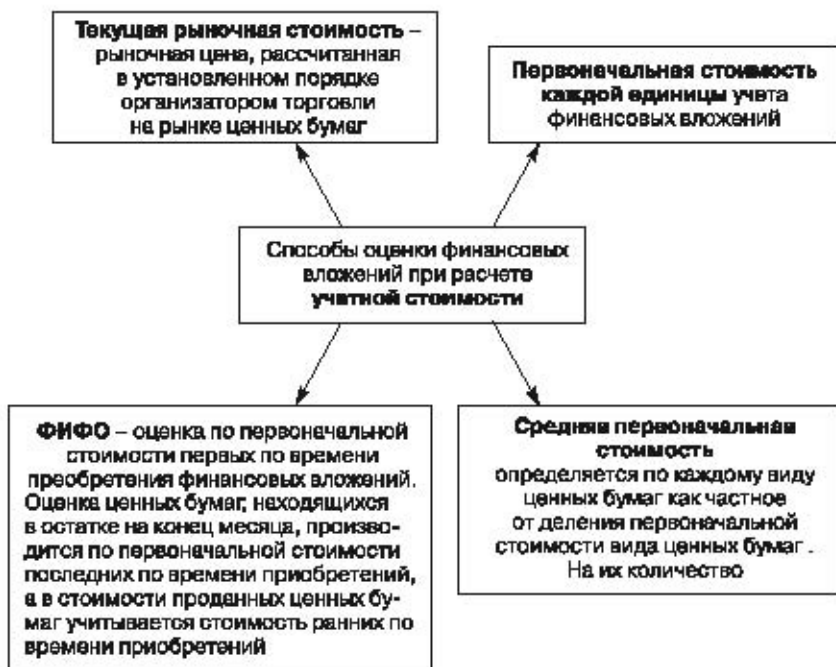 Текущая рыночная стоимость –
рыночная цена, рассчитанная
в установленном порядке
организатором торговли
на рынке ценных бумаг
Первоначальная стоимость
каждой единицы учета
финансовых вложений
Способы оценки финансовых
вложений при расчете
учетной стоимости
ФИФО – оценка по первоначальной
стоимости первых по времени
преобретения финансовых вложений.
Оценка ценных бумаг, находящихся
в остатке на конец месяца, произво-
дится по первоначальной стоимости
последних по времени приобретений,
а в стоимости проданных ценных бу-
маг учитывается стоимость ранних по
времени приобретений
Средняя первоначальная
стоимость
определяется по каждому виду
ценных бумаг как частное
от деления первоначальной
стоимости вида ценных бумаг .
На их количество